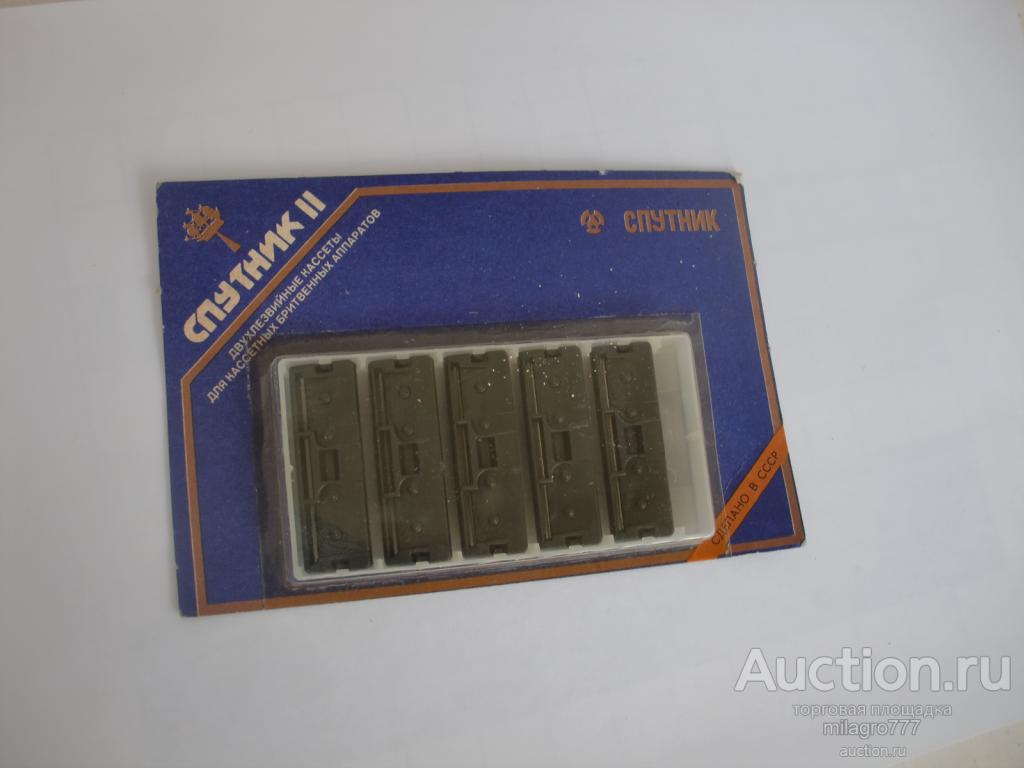 СПУТНИК II
ДВУХЛЕЗВИЙНЫЕ КАССЕТЫ
ДЛЯ КАССЕТНЫХ БРИТВЕННЫХ АППАРАТОВ
СПУТНИК
СДЕЛАНО В СССР
Auction.ru
торговая площадка
milagro777
auction.ru